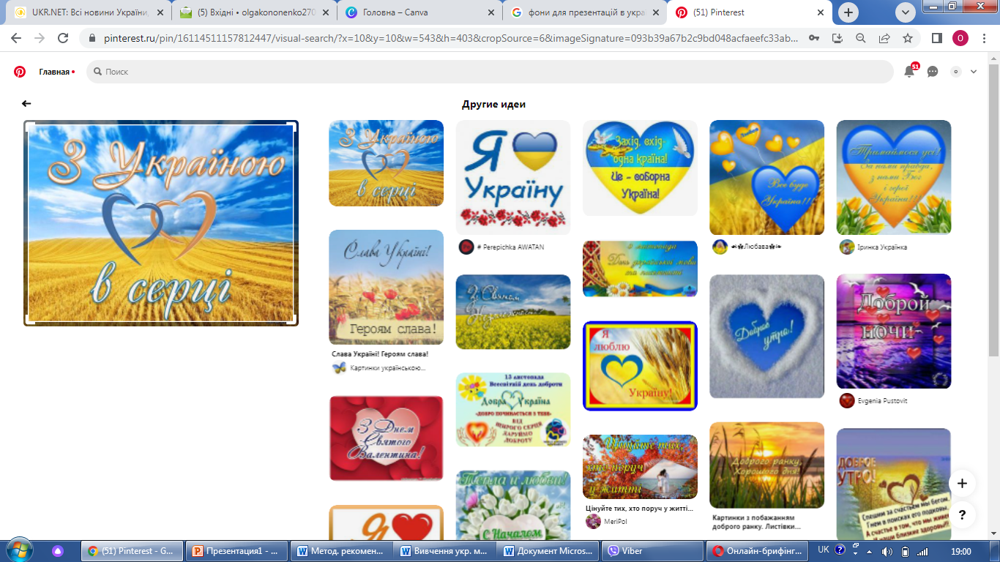 UKR.NET: Всі новини України,
(5) Вхідні • olgakononenko270
Головна – Canva
фони для презентацій в укра
(51) Pinterest
pinterest.ru/pin/16114511157812447/visual-search/?x=10&y=10&w=543&h=403&cropSource=6&imageSignature=093b39a67b2c9bd048acfaeefc33ab...
O
Главная
Поиск
51
Другие идеи
З Україною
в серці
З Україною
в серці
Я
Україну
# Perepichka AWATAN
Захід, схід-
одна країна!
Це - соборна
Україна!
Любава
Все буде
Україна!!!
Любава
Тримаймося усі!
За нами правда,
з нами Бог
і герої
Україна!!!
Іринка Українка
Слава Україні!
Героям слава!
Слава Україні! Героям слава!
Картинки українською...
Зі Святом
Незалежності
9 листопада
День української мови
та писемності
Я
люблю
Україну!
Доброе
утро!
Доброй
ночи
Evgenia Pustovit
13 листопада
Всесвітній день доброти
Добра Україна
-ДОБРО ПОЧИНАЄТЬСЯ З ТЕБЕ-
ВІД
ЩИРОГО СЕРЦЯ
ДАРУЙМО
ДОБРОТУ
З Днем
Святого
Валентина!
Цінуйте тих,
хто поруч
у житті
Цінуйте тих, хто поруч у житті...
MeriPol
Доброго ранку,
Хорошого дня!
Картинки з побажанням
доброго ранку. Листівки...
ДОБРОЕ
УТРО!
Спешим за счастьем мы бегом,
Гнем в поисках его подковы,
А счастье в том, что мы живем
И наши близкие здоровы!!!
Тепла и любви!
С Началом
Я
+
?
(51) Pinterest - G...
Презентация1 - ...
Метод. рекомен...
Вивчення укр. м...
Документ Micros...
Viber
Онлайн-брифінг...
UK
19:00